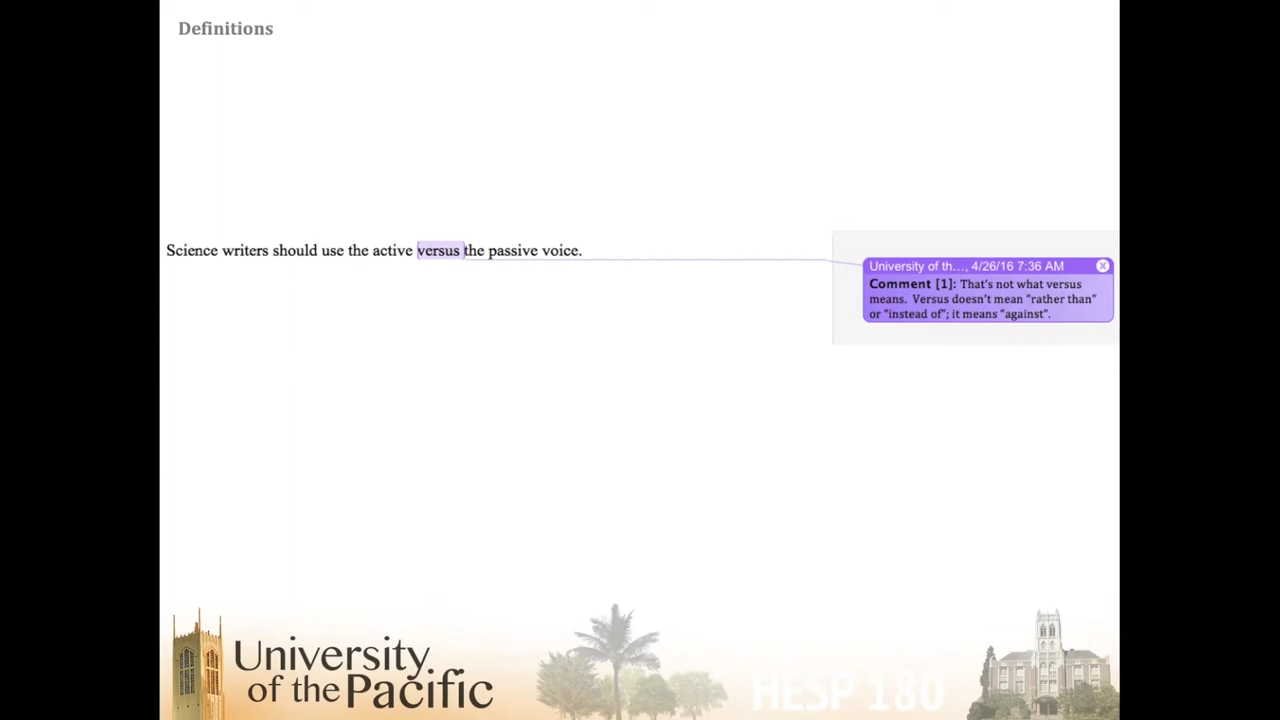 Definitions
Science writers should use the active versus the passive voice.
University of th..., 4/26/16 7:36 AM
Comment [1]: That's not what versus
means. Versus doesn't mean "rather than"
or "instead of"; it means "against".
University
of the Pacific
HESP 180